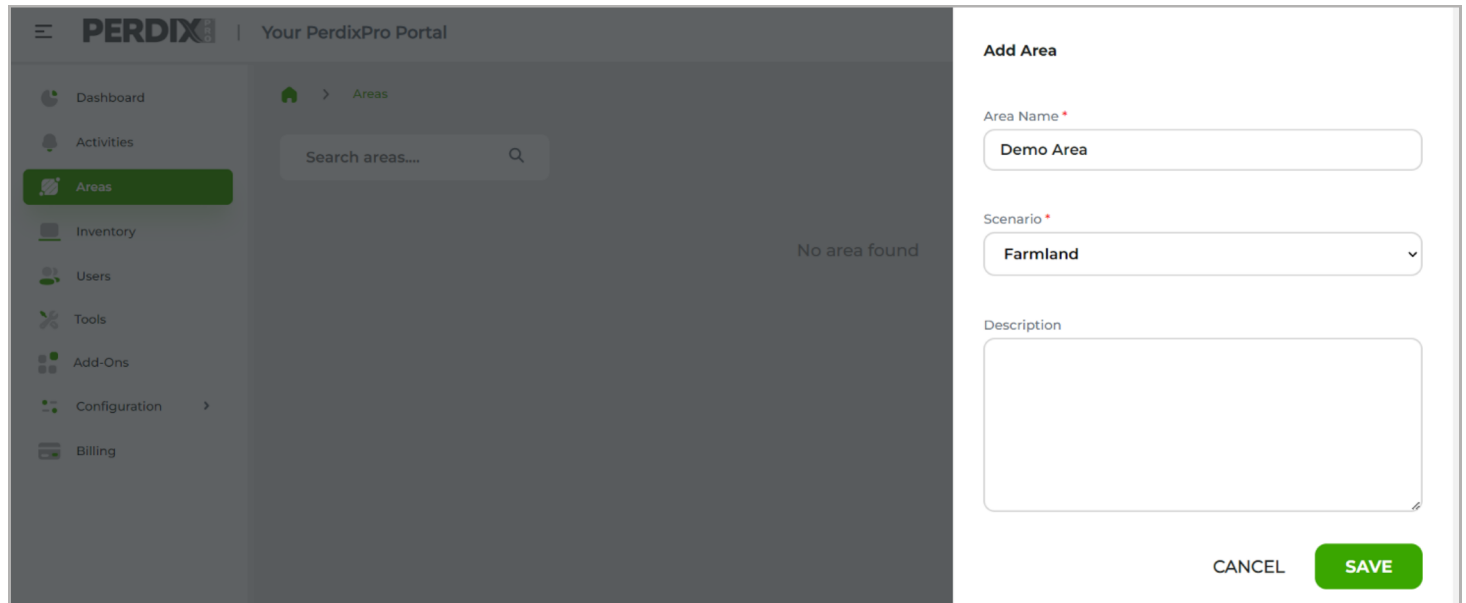 PERDIX PRO | Your PerdixPro Portal
Dashboard
Activities
Areas
Inventory
Users
Tools
Add-Ons
Configuration
Billing
Areas
Search areas....
No area found
Add Area
Area Name *
Demo Area
Scenario *
Farmland
Description
CANCEL
SAVE